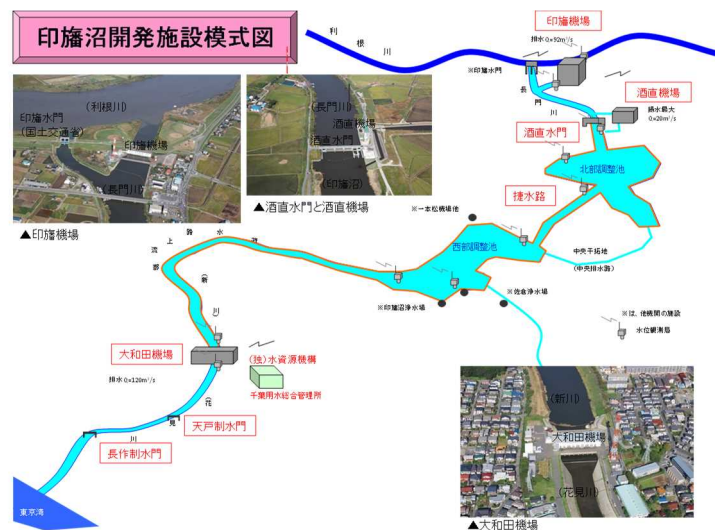 印旛沼開発施設模式図
利根川
印旛機場
排水 Q=92m³/s
※印旛水門
長門川
酒直機場
揚水最大
Q=20m³/s
酒直水門
北部調整池
捷水路
(利根川)
印旛水門
(国土交通省)
印旛機場
(長門川)
▲印旛機場
(長門川)
酒直機場
酒直水門
(印旛沼)
▲酒直水門と酒直機場
※一本松機場他
西部調整池
中央干拓地
(中央排水路)
疏水路上流部
(新川)
※印旛沼浄水場
※佐倉浄水場
※は、他機関の施設
水位観測局
大和田機場
排水 Q=120m³/s
(独)水資源機構
千葉用水総合管理所
(花見川
天戸制水門
長作制水門
東京湾
(新川)
大和田機場
(花見川)
▲大和田機場